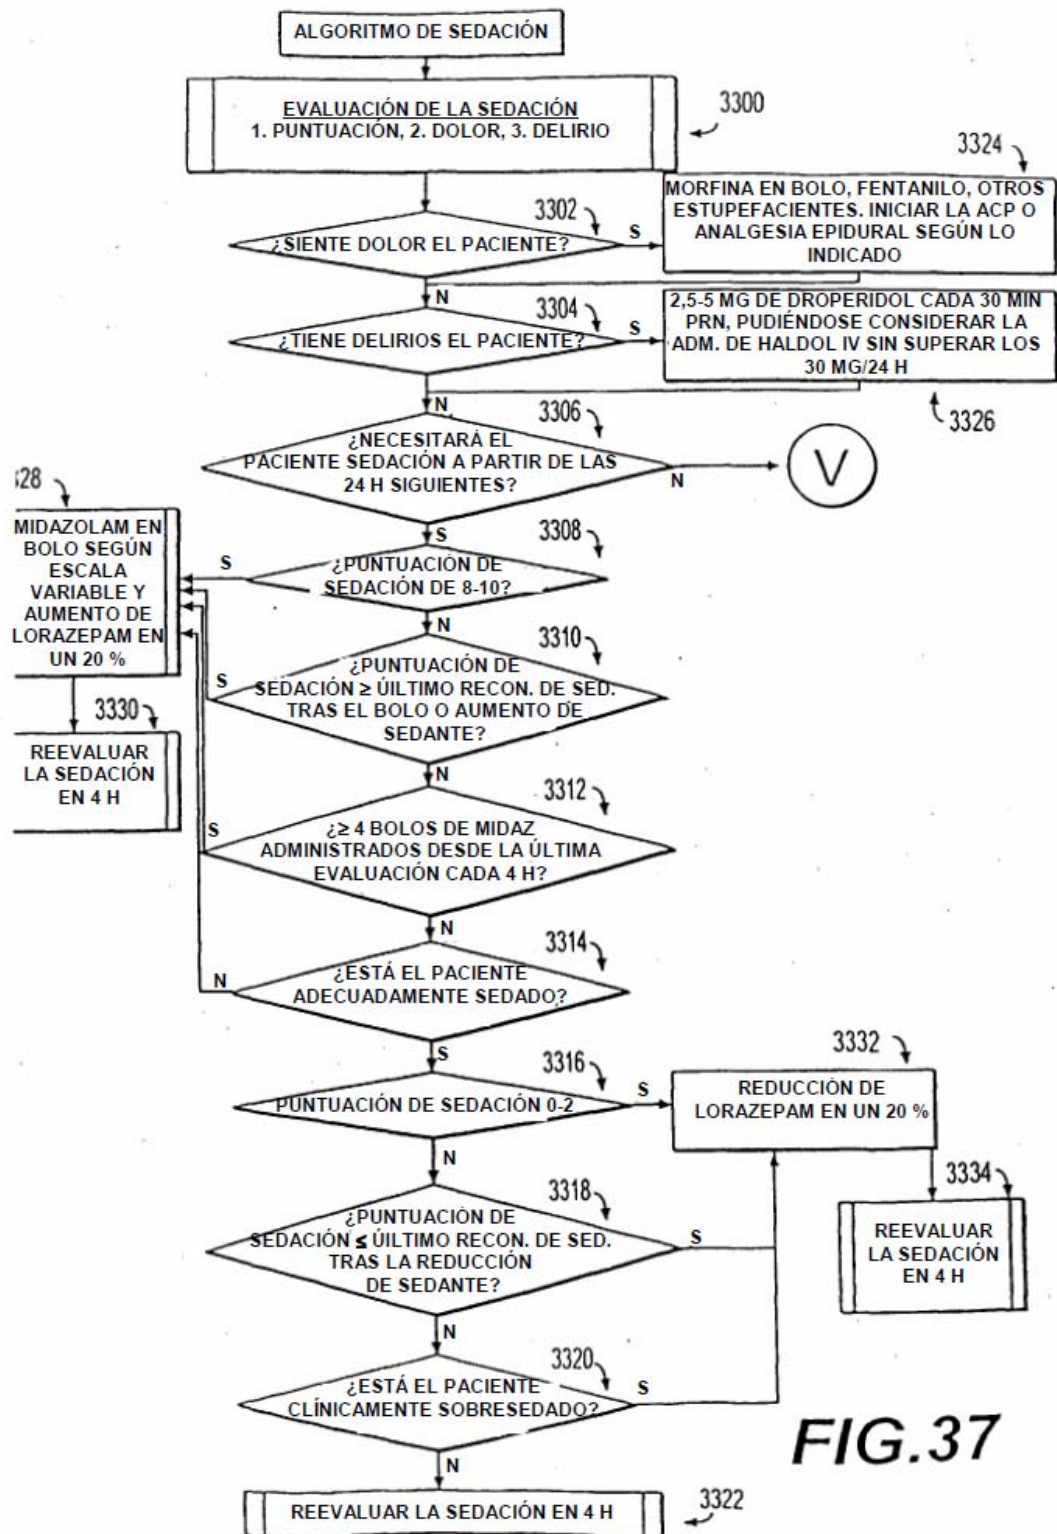 ALGORITMO DE SEDACIÓN
EVALUACIÓN DE LA SEDACIÓN
1. PUNTUACIÓN, 2. DOLOR, 3. DELIRIO
3300
3324
MORFINA EN BOLO, FENTANILO, OTROS
ESTUPEFACIENTES. INICIAR LA ACP O
ANALGESIA EPIDURAL SEGÚN LO
INDICADO
3302
¿SIENTE DOLOR EL PACIENTE?
S
N
3304
¿TIENE DELIRIOS EL PACIENTE?
S
2,5-5 MG DE DROPERIDOL CADA 30 MIN
PRN, PUDIÉNDOSE CONSIDERAR LA
ADM. DE HALDOL IV SIN SUPERAR LOS
30 MG/24 H
3326
N
3306
¿NECESITARÁ EL
PACIENTE SEDACIÓN A PARTIR DE LAS
24 H SIGUIENTES?
N
V
S
328
MIDAZOLAM EN
BOLO SEGÚN
ESCALA
VARIABLE Y
AUMENTO DE
LORAZEPAM EN
UN 20 %
3308
¿PUNTUACIÓN DE
SEDACIÓN DE 8-10?
S
N
3310
¿PUNTUACIÓN DE
SEDACIÓN ≥ ÚILTIMO RECON. DE SED.
TRAS EL BOLO O AUMENTO DE
SEDANTE?
S
N
3330
REEVALUAR
LA SEDACIÓN
EN 4 H
3312
¿≥ 4 BOLOS DE MIDAZ
ADMINISTRADOS DESDE LA ÚLTIMA
EVALUACIÓN CADA 4 H?
S
N
3314
¿ESTÁ EL PACIENTE
ADECUADAMENTE SEDADO?
N
S
3316
PUNTUACIÓN DE SEDACIÓN 0-2
S
N
3332
REDUCCIÓN DE
LORAZEPAM EN UN 20 %
3334
REEVALUAR
LA SEDACIÓN
EN 4 H
3318
¿PUNTUACIÓN DE
SEDACIÓN ≤ ÚILTIMO RECON. DE SED.
TRAS LA REDUCCIÓN
DE SEDANTE?
S
N
3320
¿ESTÁ EL PACIENTE
CLÍNICAMENTE SOBRESEDADO?
S
N
REEVALUAR LA SEDACIÓN EN 4 H
3322
FIG.37